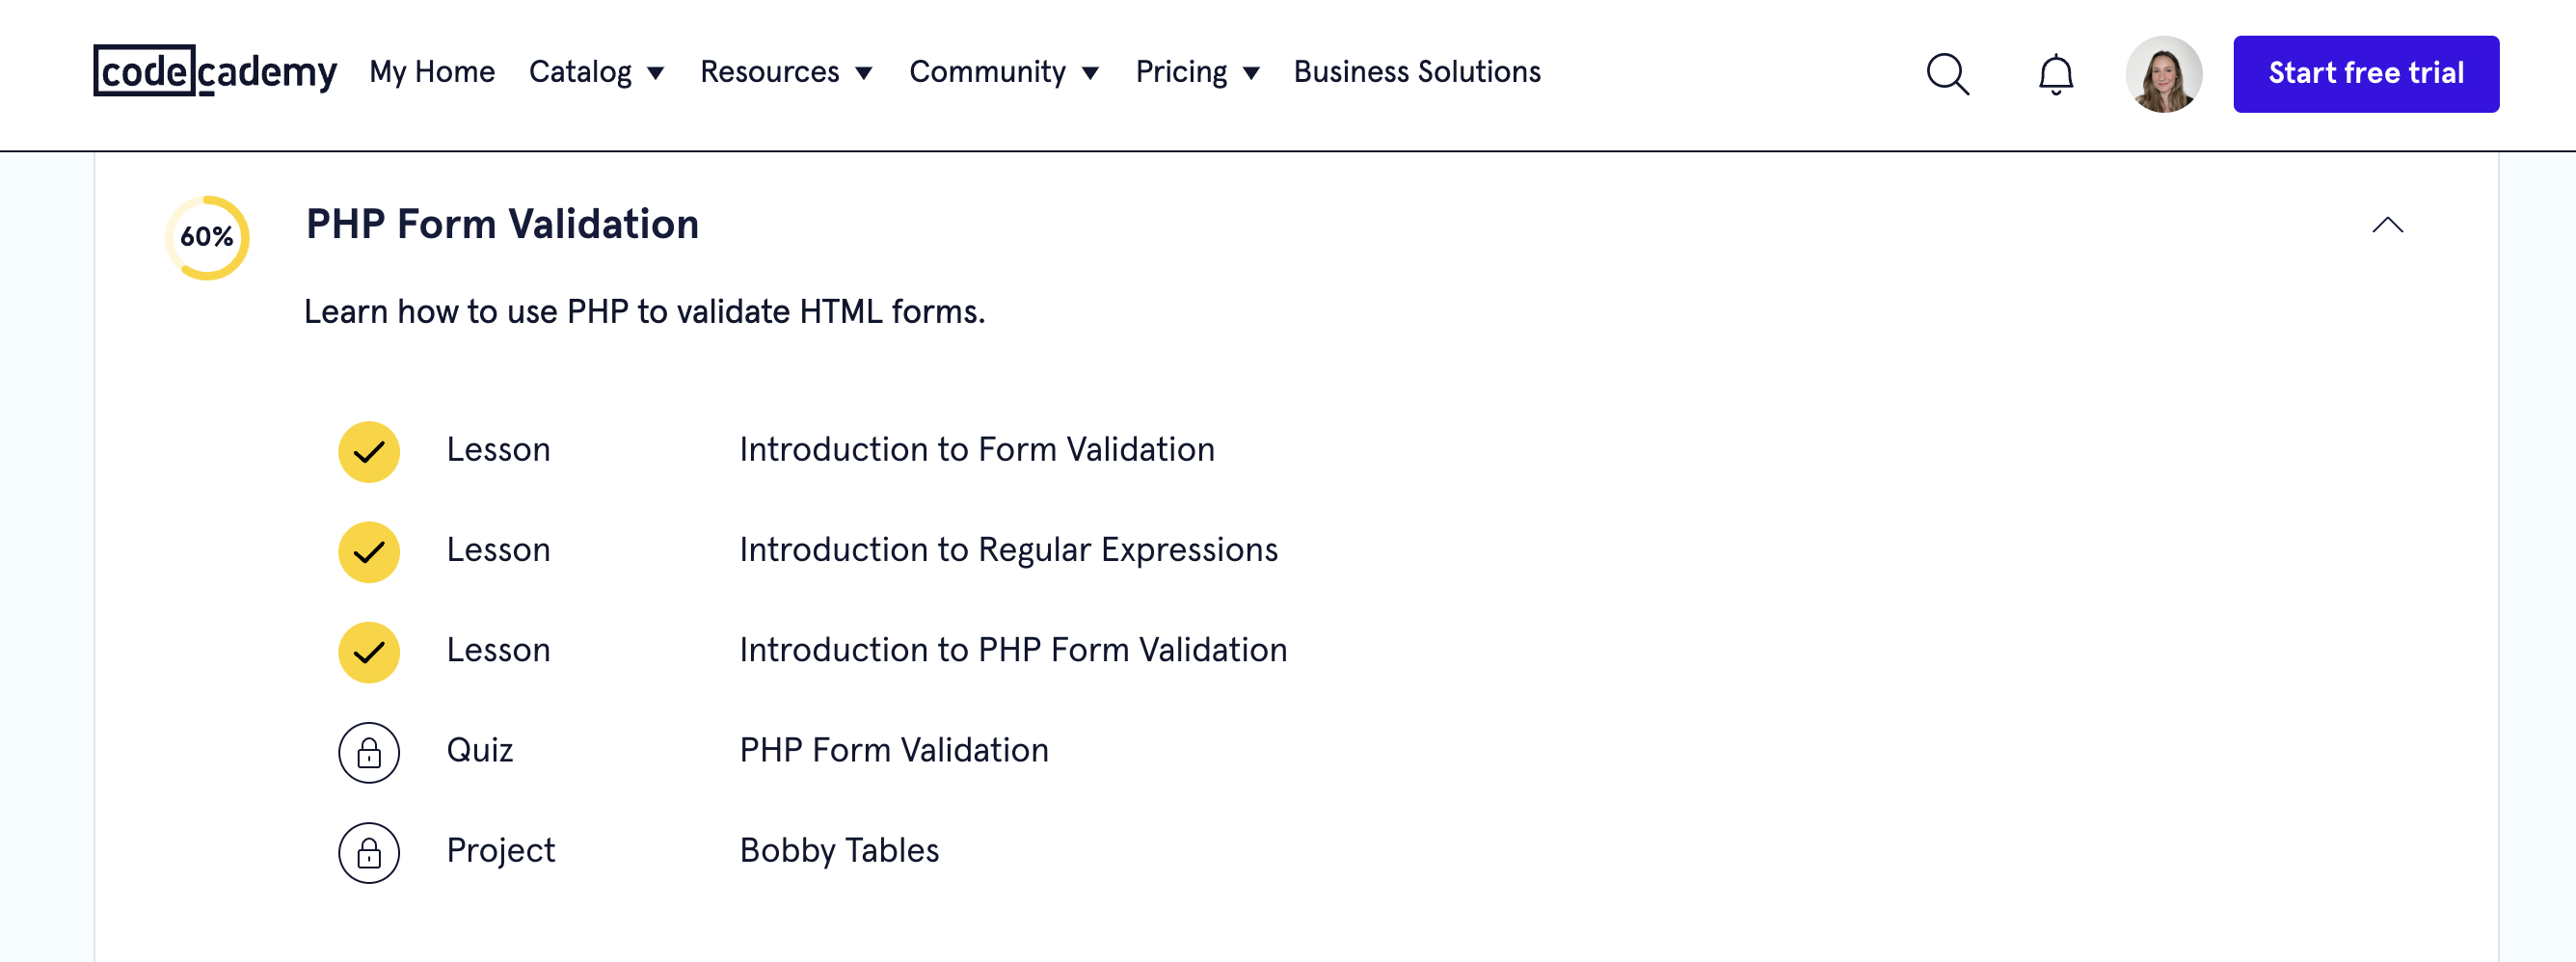 codecademy My Home Catalog Resources Community Pricing Business Solutions Start free trial
60% PHP Form Validation
Learn how to use PHP to validate HTML forms.
Lesson Introduction to Form Validation
Lesson Introduction to Regular Expressions
Lesson Introduction to PHP Form Validation
Quiz PHP Form Validation
Project Bobby Tables